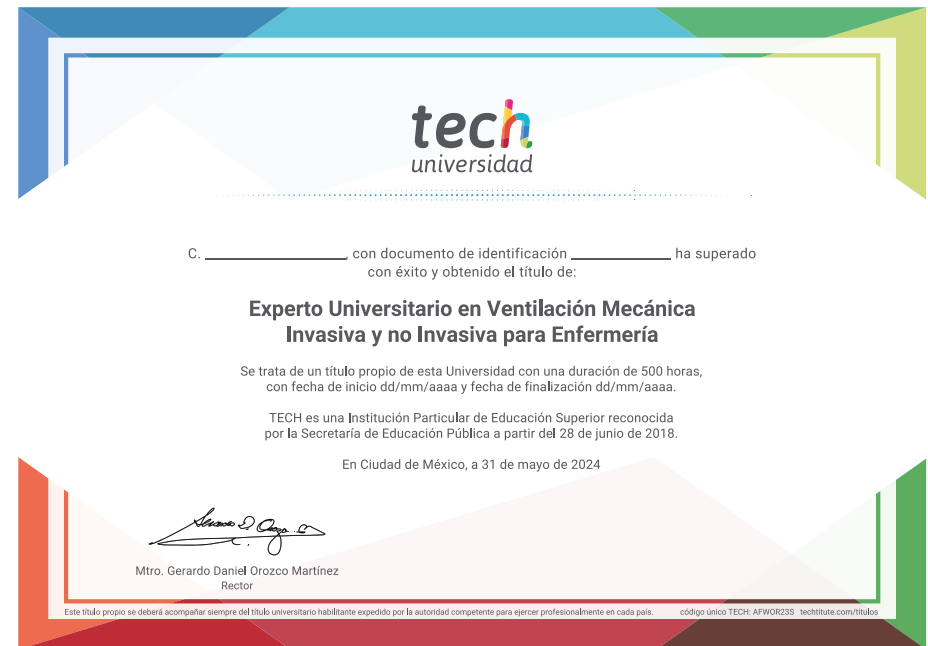 tech
universidad
C. ____________________, con documento de identificación ______________ ha superado
con éxito y obtenido el título de:
Experto Universitario en Ventilación Mecánica
Invasiva y no Invasiva para Enfermería
Se trata de un título propio de esta Universidad con una duración de 500 horas,
con fecha de inicio dd/mm/aaaa y fecha de finalización dd/mm/aaaa.
TECH es una Institución Particular de Educación Superior reconocida
por la Secretaría de Educación Pública a partir del 28 de junio de 2018.
En Ciudad de México, a 31 de mayo de 2024
Mtro. Gerardo Daniel Orozco Martínez
Rector
Este título propio se deberá acompañar siempre del título universitario habilitante expedido por la autoridad competente para ejercer profesionalmente en cada país. código único TECH: AFWOR23S techtitute.com/titulos